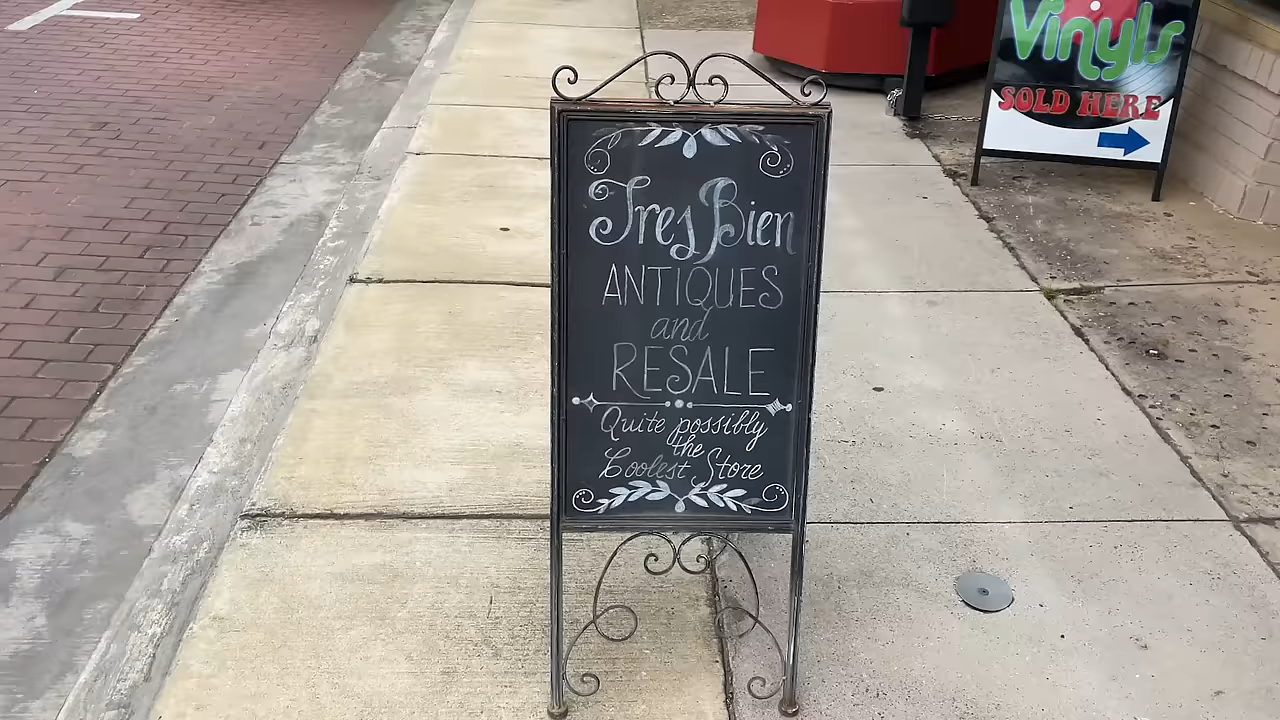 Tres Bien
ANTIQUES
and
RESALE
Quite possibly
the
Coolest Store
Vinyls
SOLD HERE